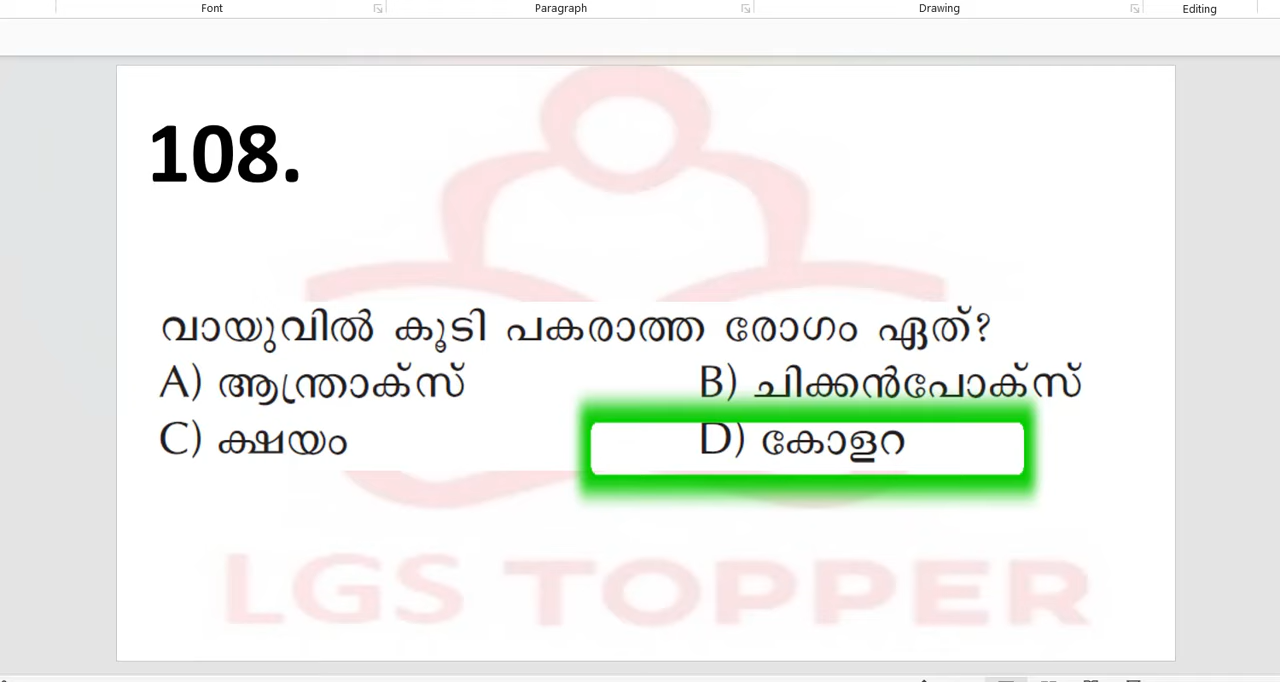 Font Paragraph Drawing Editing
108.
വായുവിൽ കൂടി പകരാത്ത രോഗം ഏത്?
A) ആന്ത്രാക്സ് B) ചിക്കൻപോക്സ്
C) ക്ഷയം D) കോളറ
LGS TOPPER